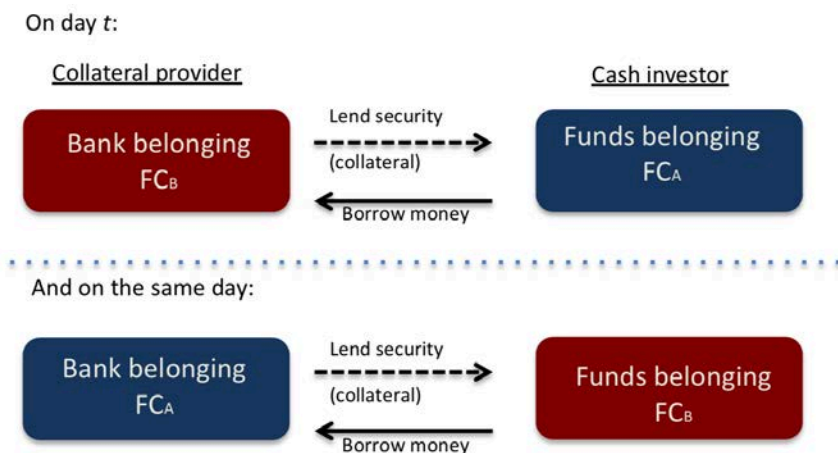 On day t:
Collateral provider
Cash investor
Bank belonging
FCB
Lend security
(collateral)
Borrow money
Funds belonging
FCA
And on the same day:
Bank belonging
FCA
Lend security
(collateral)
Borrow money
Funds belonging
FCB